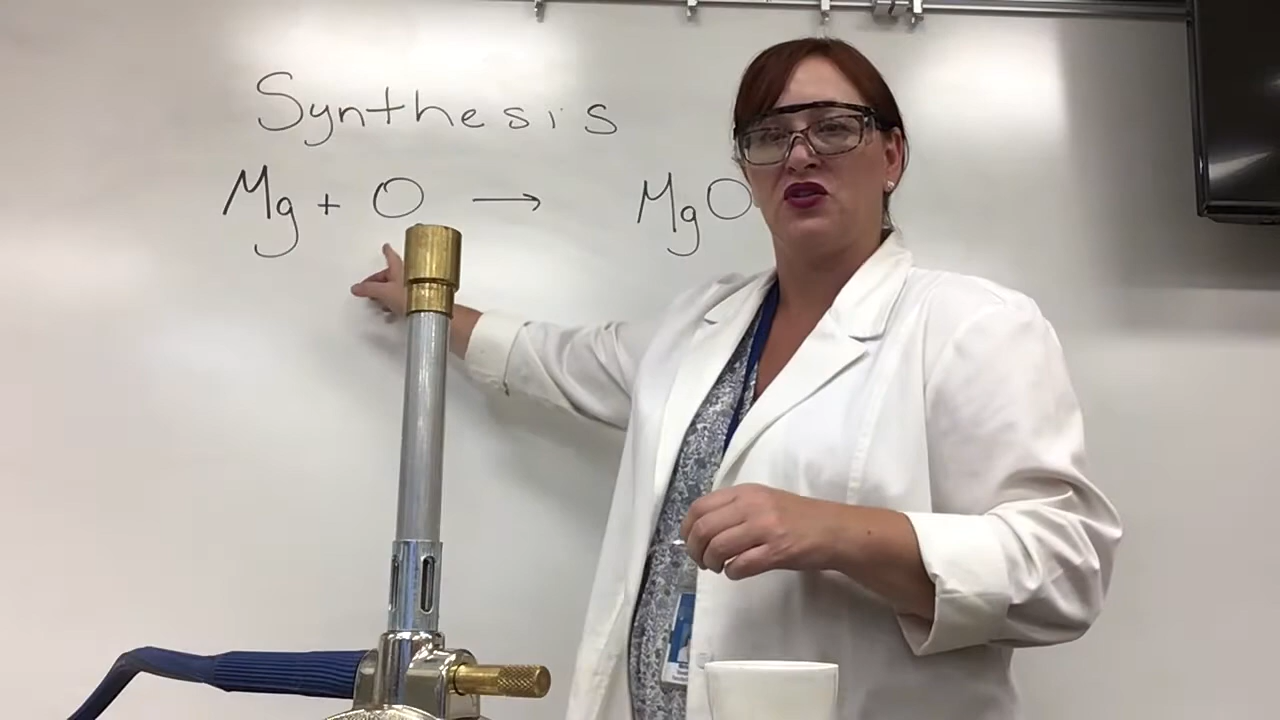 Synthesis
Mg + O → MgO